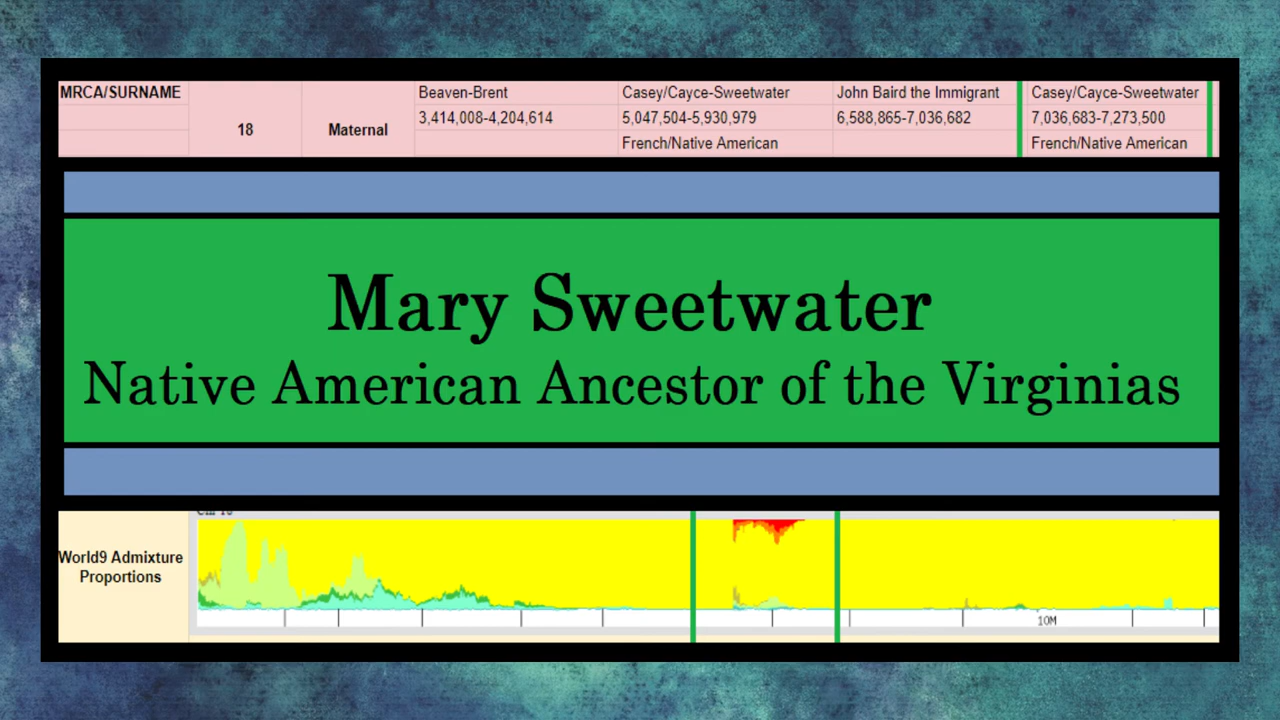 MRCA/SURNAME
18
Maternal
Beaven-Brent
3,414,008-4,204,614
Casey/Cayce-Sweetwater
5,047,504-5,930,979
French/Native American
John Baird the Immigrant
6,588,865-7,036,682
Casey/Cayce-Sweetwater
7,036,683-7,273,500
French/Native American
Mary Sweetwater
Native American Ancestor of the Virginias
World9 Admixture
Proportions
10M